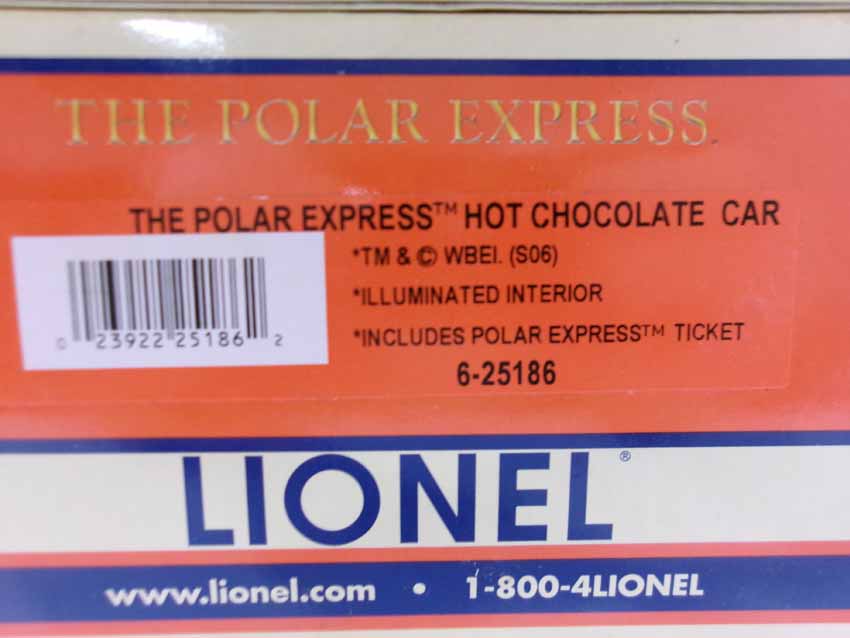 THE POLAR EXPRESS™
THE POLAR EXPRESS™ HOT CHOCOLATE CAR
*TM & © WBEI. (S06)
*ILLUMINATED INTERIOR
*INCLUDES POLAR EXPRESS™ TICKET
6-25186
0 23922 25186 2
LIONEL®
www.lionel.com • 1-800-4LIONEL